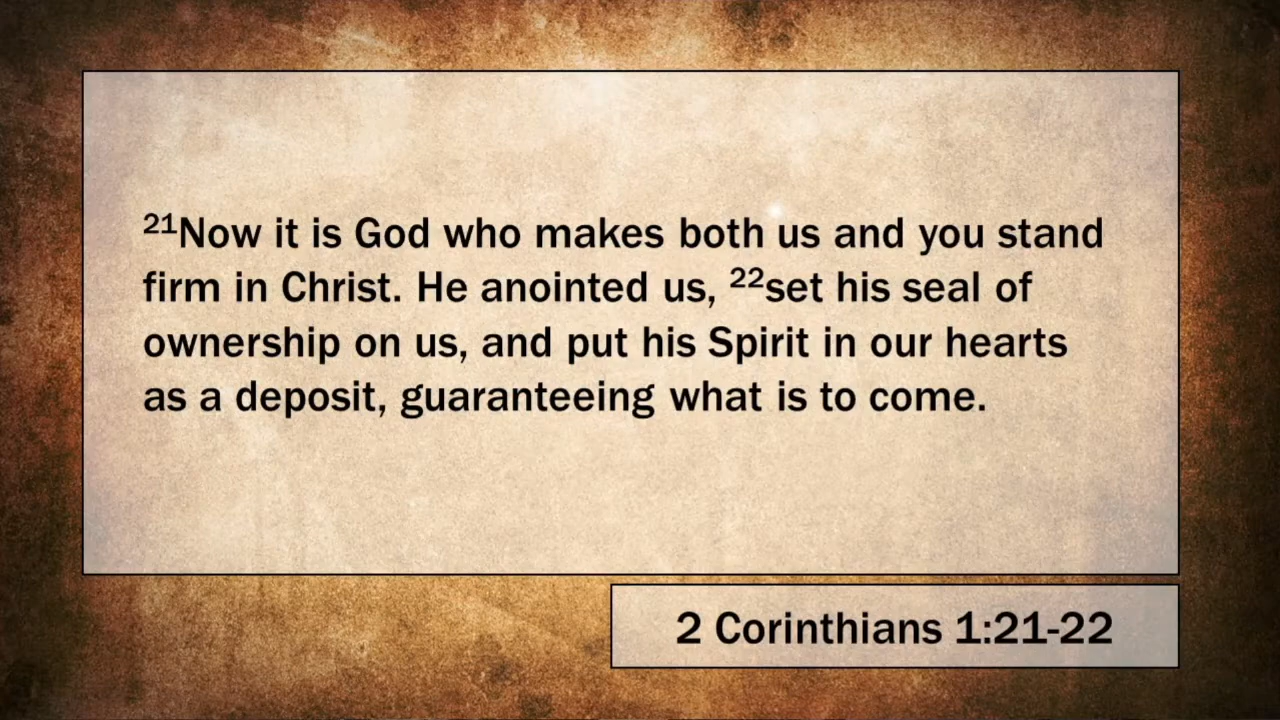 ²¹Now it is God who makes both us and you stand
firm in Christ. He anointed us, ²²set his seal of
ownership on us, and put his Spirit in our hearts
as a deposit, guaranteeing what is to come.
2 Corinthians 1:21-22